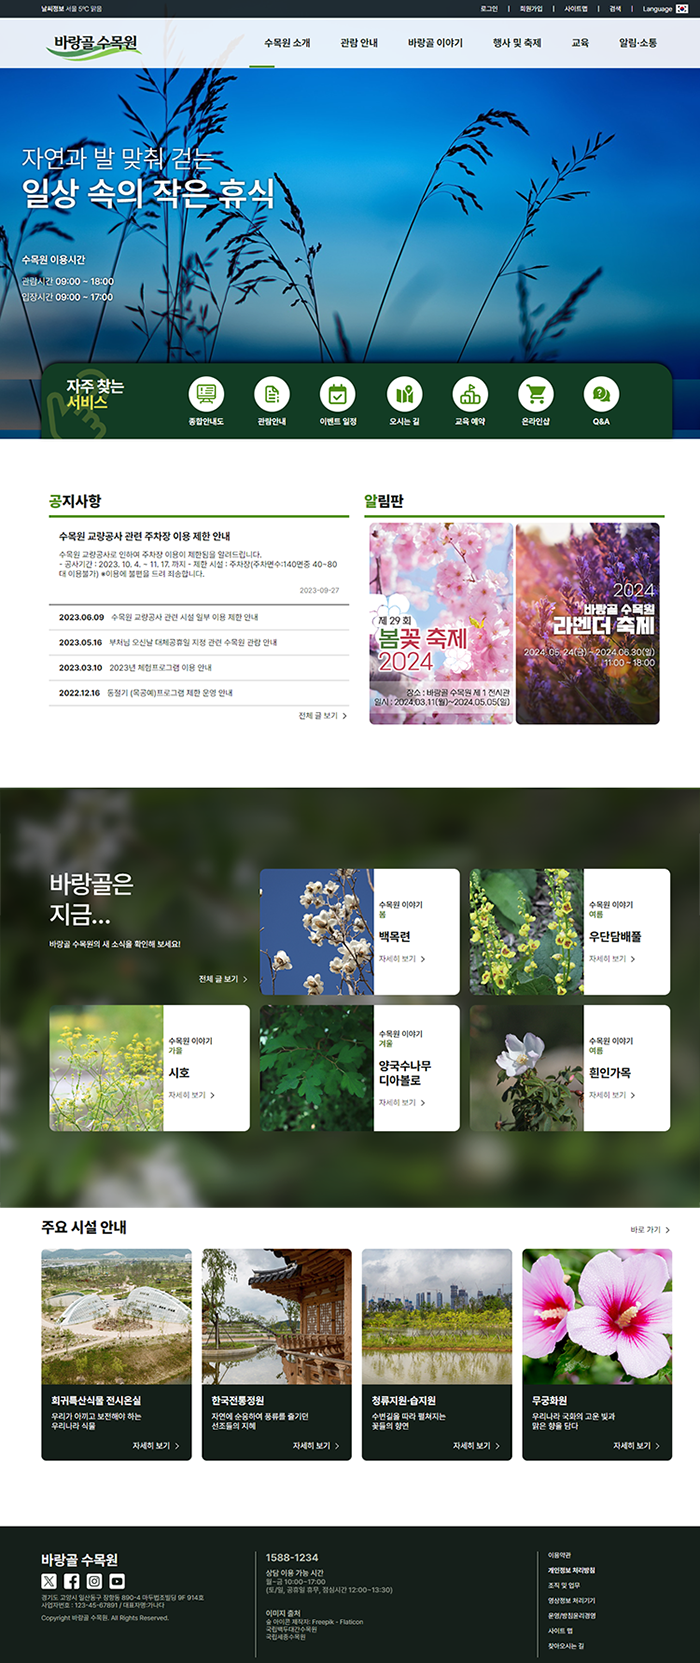 날씨정보 서울 5ºC 맑음
로그인 | 회원가입 | 사이트맵 | 검색 | Language
바랑골 수목원
수목원 소개 관람 안내 바랑골 이야기 행사 및 축제 교육 알림·소통
자연과 발 맞춰 걷는
일상 속의 작은 휴식
수목원 이용시간
관람시간 09:00 ~ 18:00
입장시간 09:00 ~ 17:00
자주 찾는
서비스
종합안내도 관람안내 이벤트 일정 오시는 길 교육 예약 온라인샵 Q&A
공지사항
수목원 교량공사 관련 주차장 이용 제한 안내
수목원 교량공사로 인하여 주차장 이용이 제한됨을 알려드립니다.
- 공사기간 : 2023. 10. 4. ~ 11. 17. 까지 - 제한 시설 : 주차장(주차면수:140면중 40~80
대 이용불가) ※이용에 불편을 드려 죄송합니다.
2023-09-27
2023.06.09 수목원 교량공사 관련 시설 일부 이용 제한 안내
2023.05.16 부처님 오신날 대체공휴일 지정 관련 수목원 관람 안내
2023.03.10 2023년 체험프로그램 이용 안내
2022.12.16 동절기 (목공예)프로그램 제한 운영 안내
전체 글 보기 >
알림판
제 29 회
봄꽃 축제
2024
장소 : 바랑골 수목원 제 1 전시관
일시 : 2024.03.11(월)~2024.05.05(일)
2024
바랑골 수목원
라벤더 축제
2024. 05. 24(금) ~ 2024.06.30(일)
11:00 ~ 18:00
바랑골은
지금...
바랑골 수목원의 새 소식을 확인해 보세요!
전체 글 보기 >
수목원 이야기
봄
백목련
자세히 보기 >
수목원 이야기
여름
우단담배풀
자세히 보기 >
수목원 이야기
가을
시호
자세히 보기 >
수목원 이야기
겨울
양국수나무
디아볼로
자세히 보기 >
수목원 이야기
여름
흰인가목
자세히 보기 >
주요 시설 안내
바로 가기 >
희귀특산식물 전시온실
우리가 아끼고 보전해야 하는
우리나라 식물
자세히 보기 >
한국전통정원
자연에 순응하여 풍류를 즐기던
선조들의 지혜
자세히 보기 >
청류지원·습지원
수변길을 따라 펼쳐지는
꽃들의 향연
자세히 보기 >
무궁화원
우리나라 국화의 고운 빛과
맑은 향을 담다
자세히 보기 >
바랑골 수목원
경기도 고양시 일산동구 장항동 890-4 마두법조빌딩 9F 914호
사업자번호 : 123-45-67891 / 대표자명:가나다
Copyright 바랑골 수목원. All Rights Reserved.
1588-1234
상담 이용 가능 시간
월~금 10:00~17:00
(토/일, 공휴일 휴무, 점심시간 12:00~13:30)
이미지 출처
숲 아이콘 제작자: Freepik - Flaticon
국립백두대간수목원
국립세종수목원
이용약관
개인정보 처리방침
조직 및 업무
영상정보 처리기기
운영/방침윤리경영
사이트 맵
찾아오시는 길